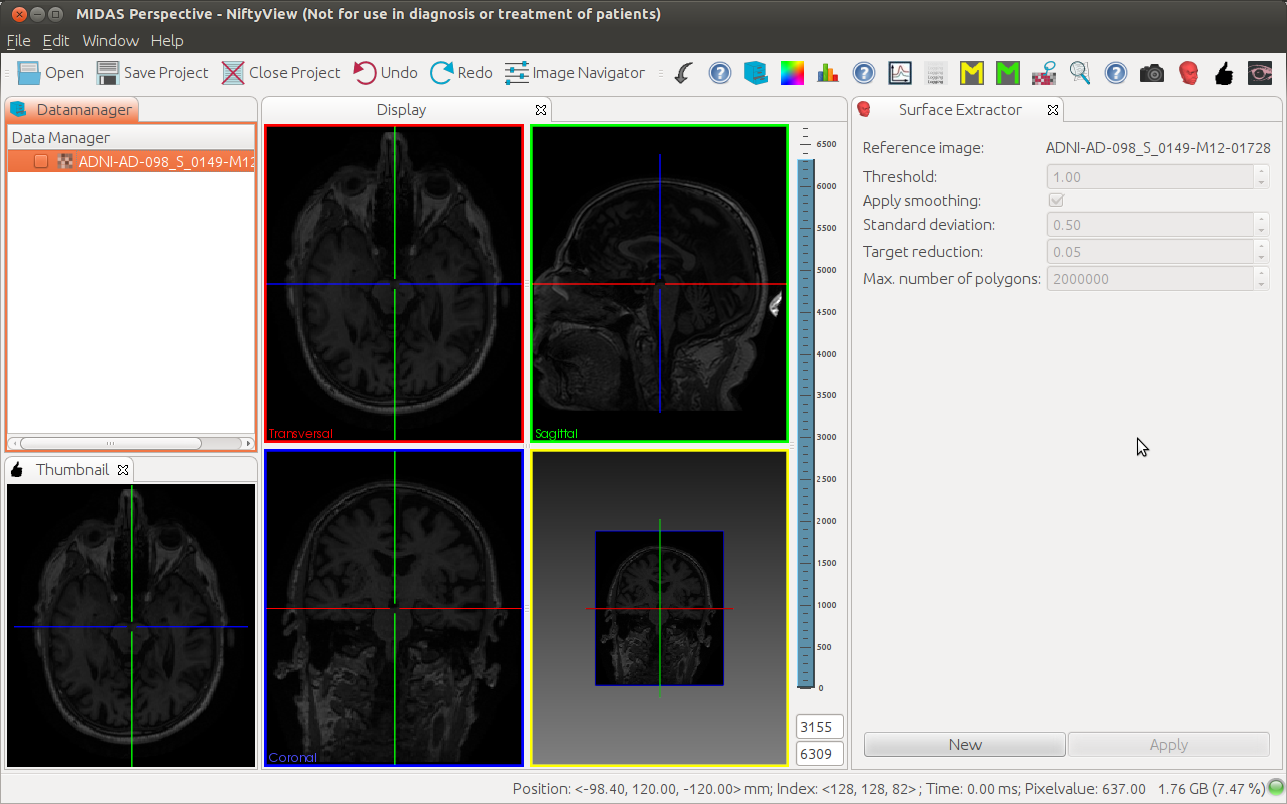 MIDAS Perspective - NiftyView (Not for use in diagnosis or treatment of patients)
File Edit Window Help
Open Save Project Close Project Undo Redo Image Navigator
Datamanager
Data Manager
ADNI-AD-098_S_0149-M12
Thumbnail
Display
Transversal
Sagittal
Coronal
6500
6000
5500
5000
4500
4000
3500
3000
2500
2000
1500
1000
500
0
3155
6309
Surface Extractor
Reference image: ADNI-AD-098_S_0149-M12-01728
Threshold: 1.00
Apply smoothing:
Standard deviation: 0.50
Target reduction: 0.05
Max. number of polygons: 2000000
New Apply
Position: <-98.40, 120.00, -120.00> mm; Index: <128, 128, 82> ; Time: 0.00 ms; Pixelvalue: 637.00 1.76 GB (7.47 %)